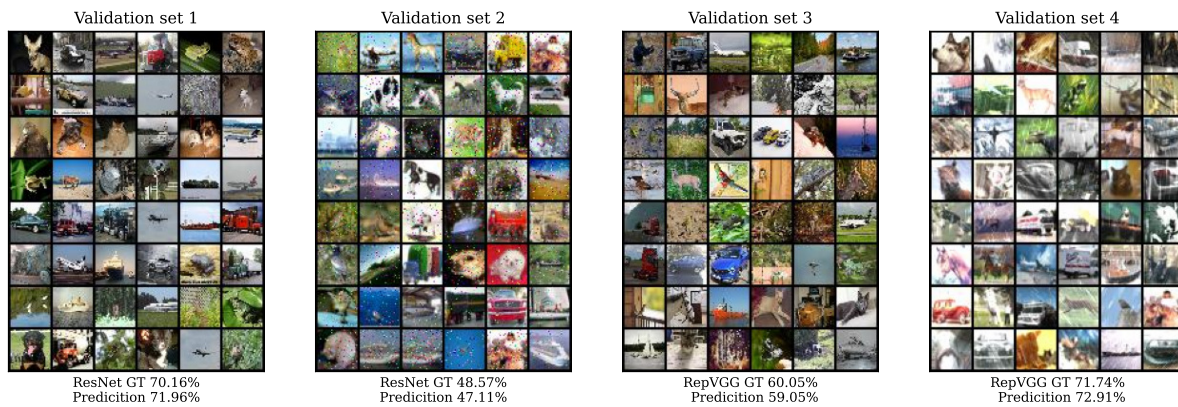 Validation set 1
Validation set 2
Validation set 3
Validation set 4
ResNet GT 70.16%
Predicition 71.96%
ResNet GT 48.57%
Predicition 47.11%
RepVGG GT 60.05%
Predicition 59.05%
RepVGG GT 71.74%
Predicition 72.91%